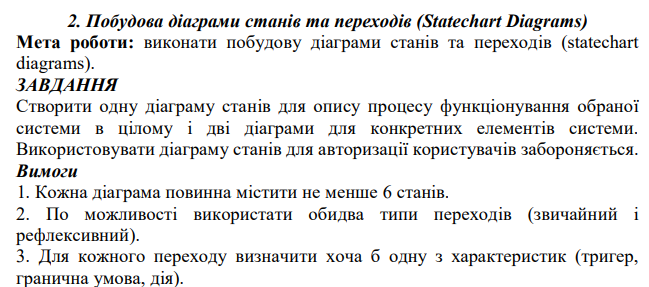 2. Побудова діаграми станів та переходів (Statechart Diagrams)
Мета роботи: виконати побудову діаграми станів та переходів (statechart
diagrams).
ЗАВДАННЯ
Створити одну діаграму станів для опису процесу функціонування обраної
системи в цілому і дві діаграми для конкретних елементів системи.
Використовувати діаграму станів для авторизації користувачів забороняється.
Вимоги
1. Кожна діаграма повинна містити не менше 6 станів.
2. По можливості використати обидва типи переходів (звичайний і
рефлексивний).
3. Для кожного переходу визначити хоча б одну з характеристик (тригер,
гранична умова, дія).